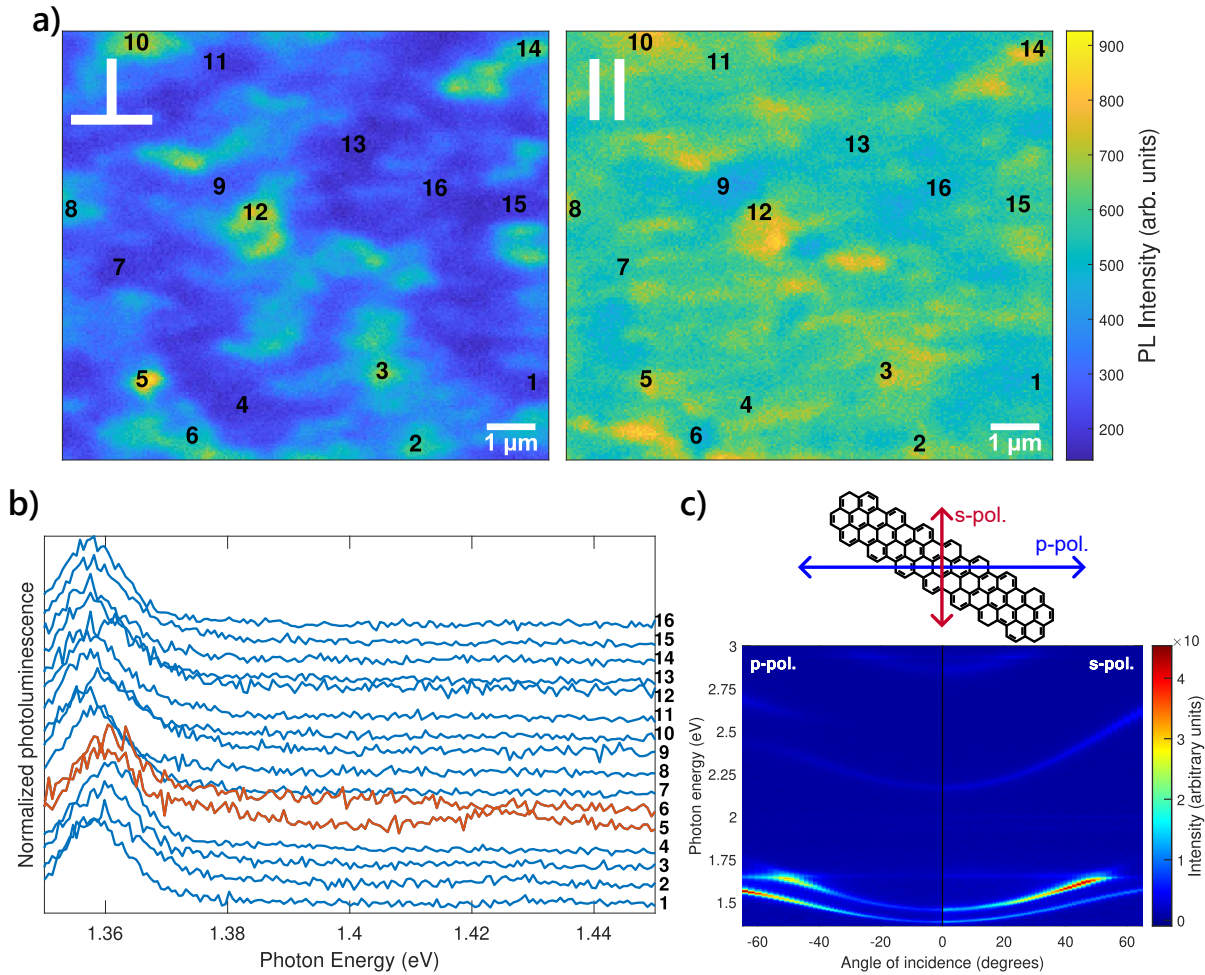 a)
10 11 14 13 9 16 8 12 15 7 5 3 1 4 6 2
1 µm
10 11 14 13 9 16 8 12 15 7 5 3 1 4 6 2
1 µm
900
800
700
600
500
400
300
200
PL Intensity (arb. units)
b)
Normalized photoluminescence
16
15
14
13
12
11
10
9
8
7
6
5
4
3
2
1
1.36 1.38 1.4 1.42 1.44
Photon Energy (eV)
c)
s-pol.
p-pol.
p-pol. s-pol.
Photon energy (eV)
3
2.75
2.5
2.25
2
1.75
1.5
-60 -40 -20 0 20 40 60
Angle of incidence (degrees)
×10
4
3
2
1
0
Intensity (arbitrary units)